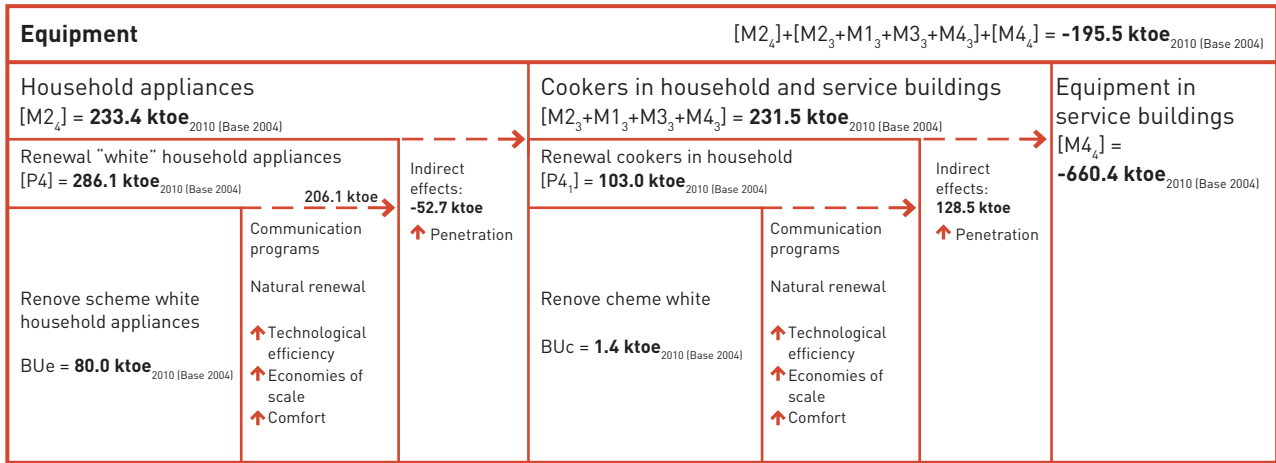 Equipment
[M2₄]+[M2₃+M1₃+M3₃+M4₃]+[M4₄] = -195.5 ktoe2010 (Base 2004)
Household appliances
[M2₄] = 233.4 ktoe2010 (Base 2004)
Renewal "white" household appliances
[P4] = 286.1 ktoe2010 (Base 2004)
206.1 ktoe
Renove scheme white
household appliances
BUe = 80.0 ktoe2010 (Base 2004)
Communication
programs
Natural renewal
↑ Technological
efficiency
↑ Economies of
scale
↑ Comfort
Indirect
effects:
-52.7 ktoe
↑ Penetration
Cookers in household and service buildings
[M2₃+M1₃+M3₃+M4₃] = 231.5 ktoe2010 (Base 2004)
Renewal cookers in household
[P4₁] = 103.0 ktoe2010 (Base 2004)
Renove cheme white
BUc = 1.4 ktoe2010 (Base 2004)
Communication
programs
Natural renewal
↑ Technological
efficiency
↑ Economies of
scale
↑ Comfort
Indirect
effects:
128.5 ktoe
↑ Penetration
Equipment in
service buildings
[M4₄] =
-660.4 ktoe2010 (Base 2004)